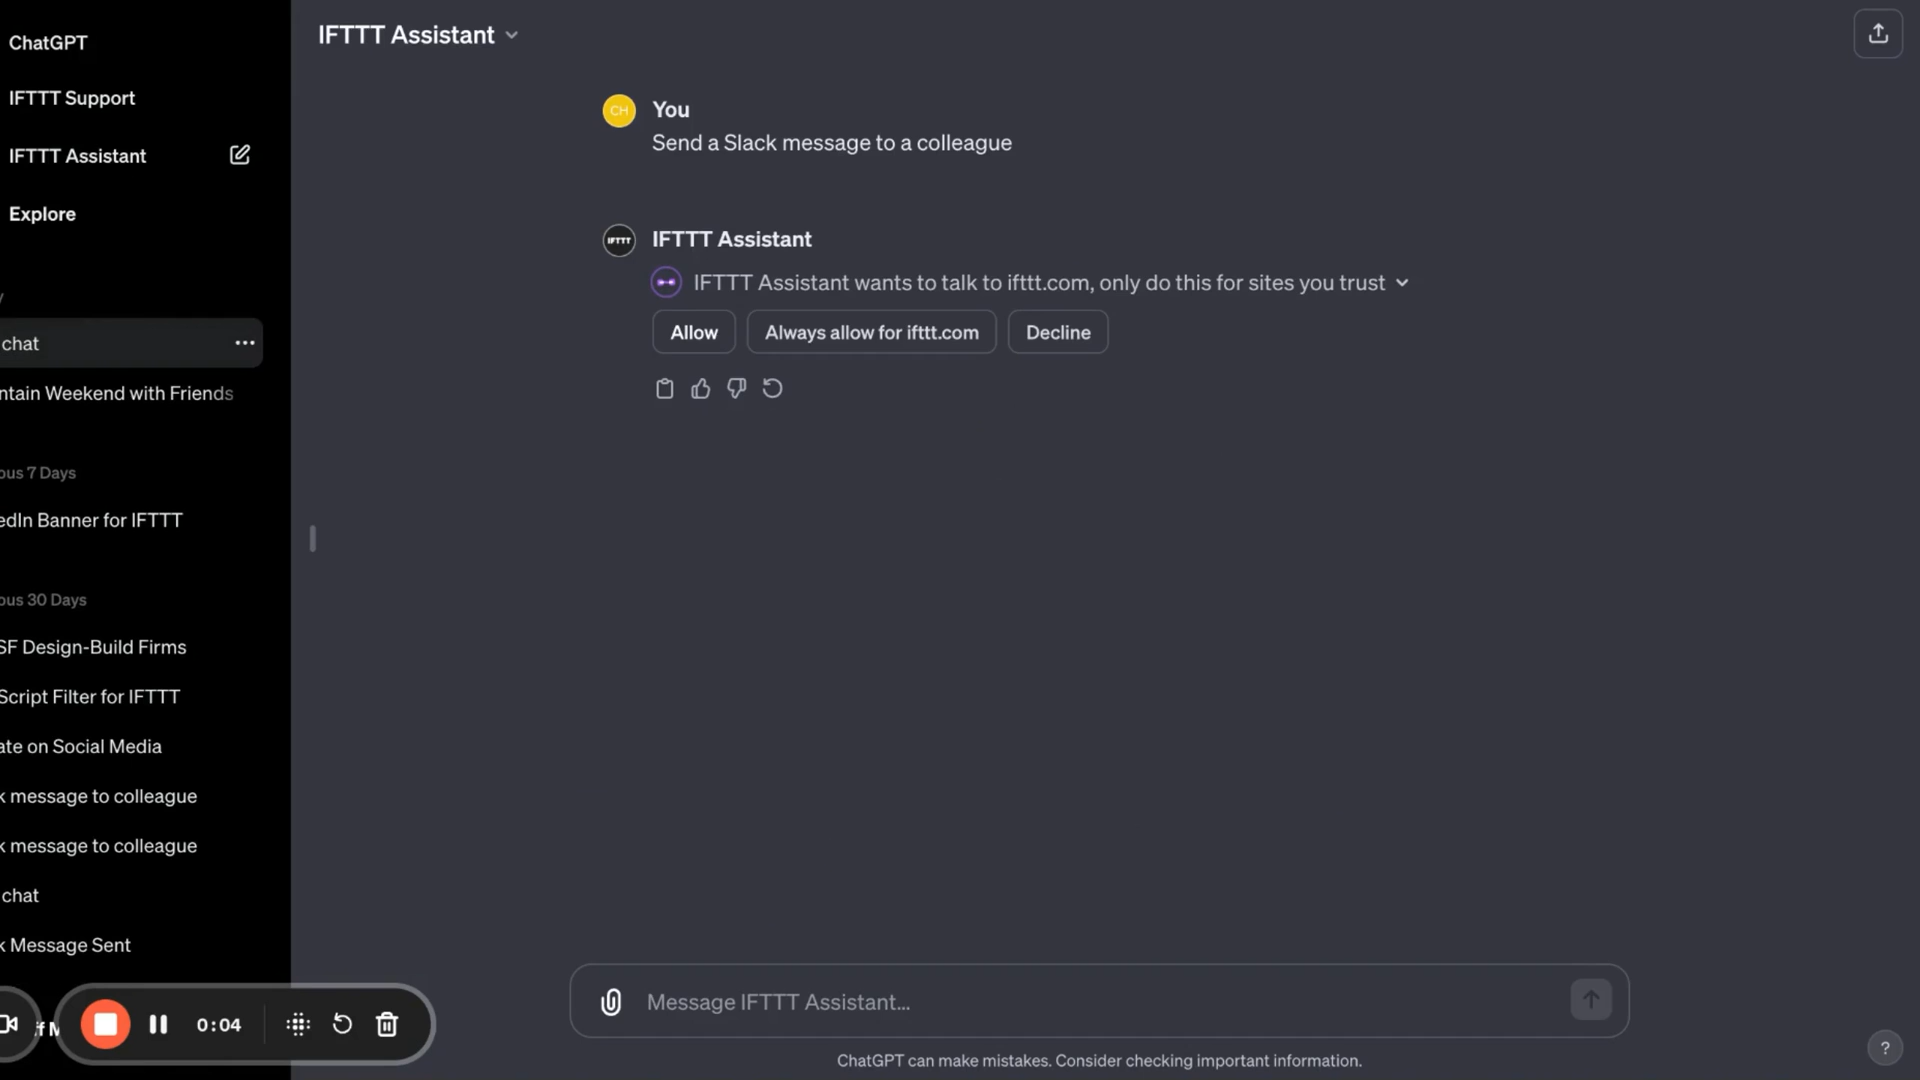 ChatGPT
IFTTT Support
IFTTT Assistant
Explore
chat
ntain Weekend with Friends
ous 7 Days
edIn Banner for IFTTT
ous 30 Days
SF Design-Build Firms
Script Filter for IFTTT
ate on Social Media
k message to colleague
k message to colleague
chat
k Message Sent
0:04
IFTTT Assistant
CH
You
Send a Slack message to a colleague
IFTTT
IFTTT Assistant
IFTTT Assistant wants to talk to ifttt.com, only do this for sites you trust
Allow
Always allow for ifttt.com
Decline
Message IFTTT Assistant...
ChatGPT can make mistakes. Consider checking important information.
?